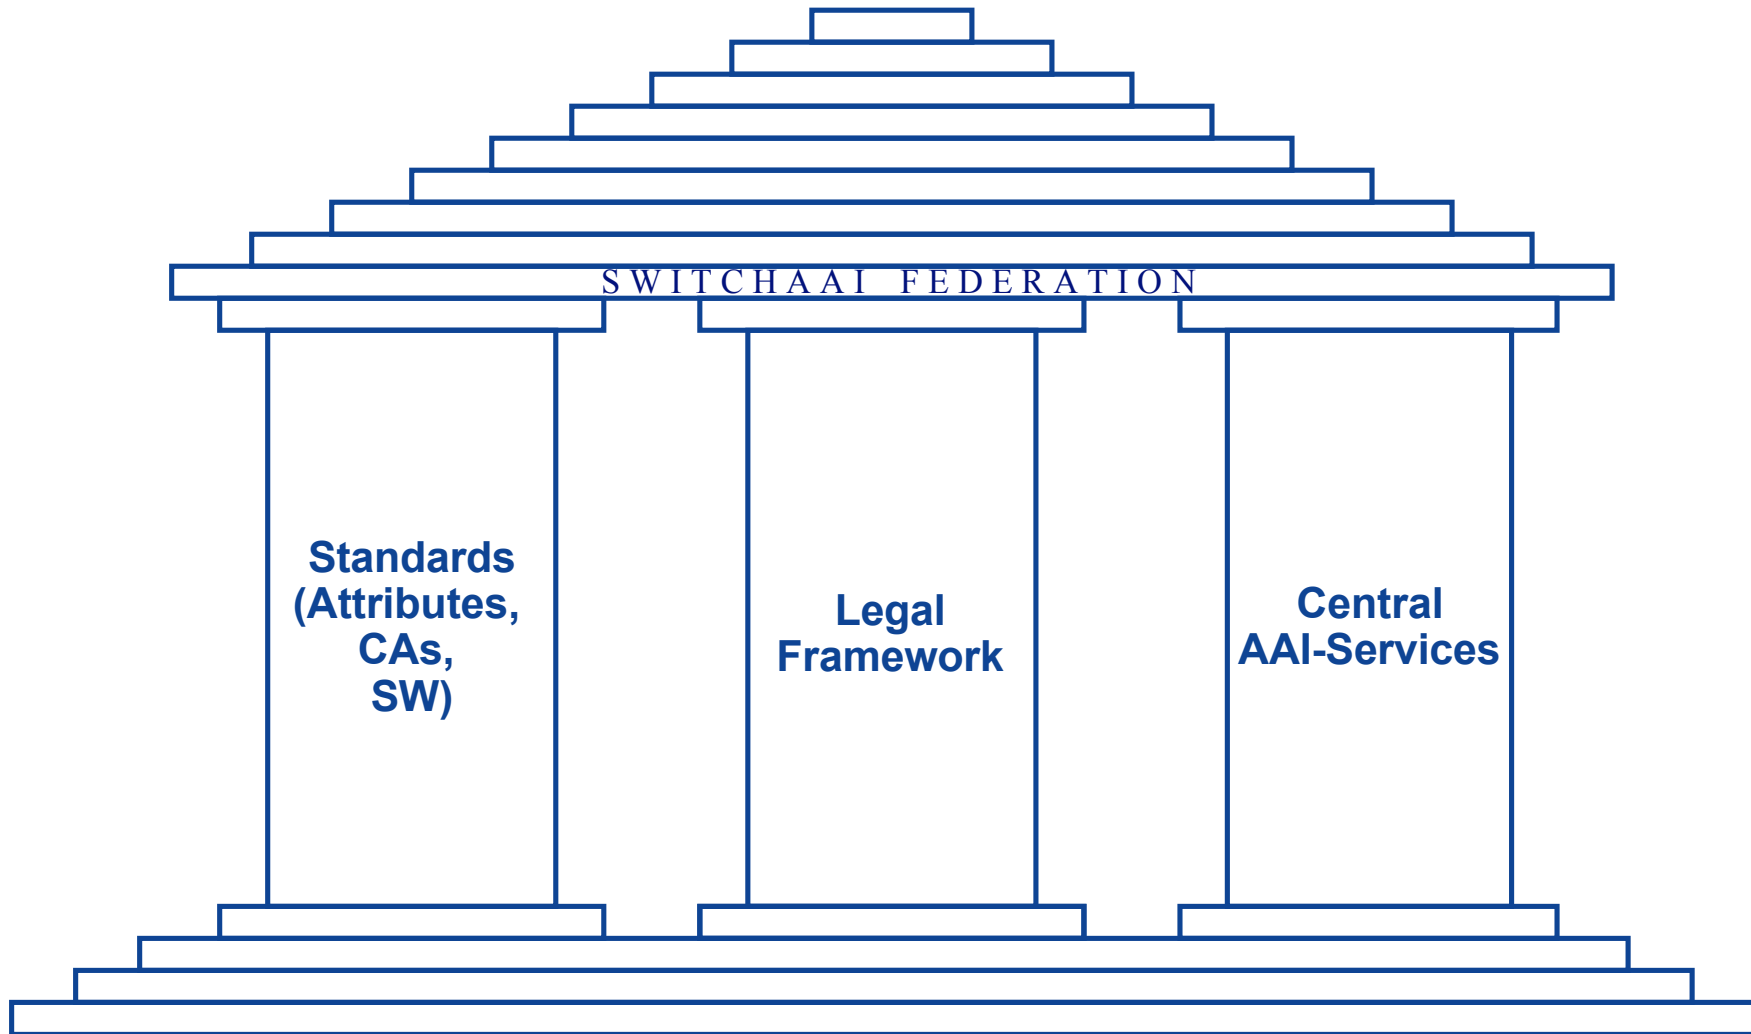 SWITCHAAI FEDERATION
Standards
(Attributes,
CAs,
SW)
Legal
Framework
Central
AAI-Services